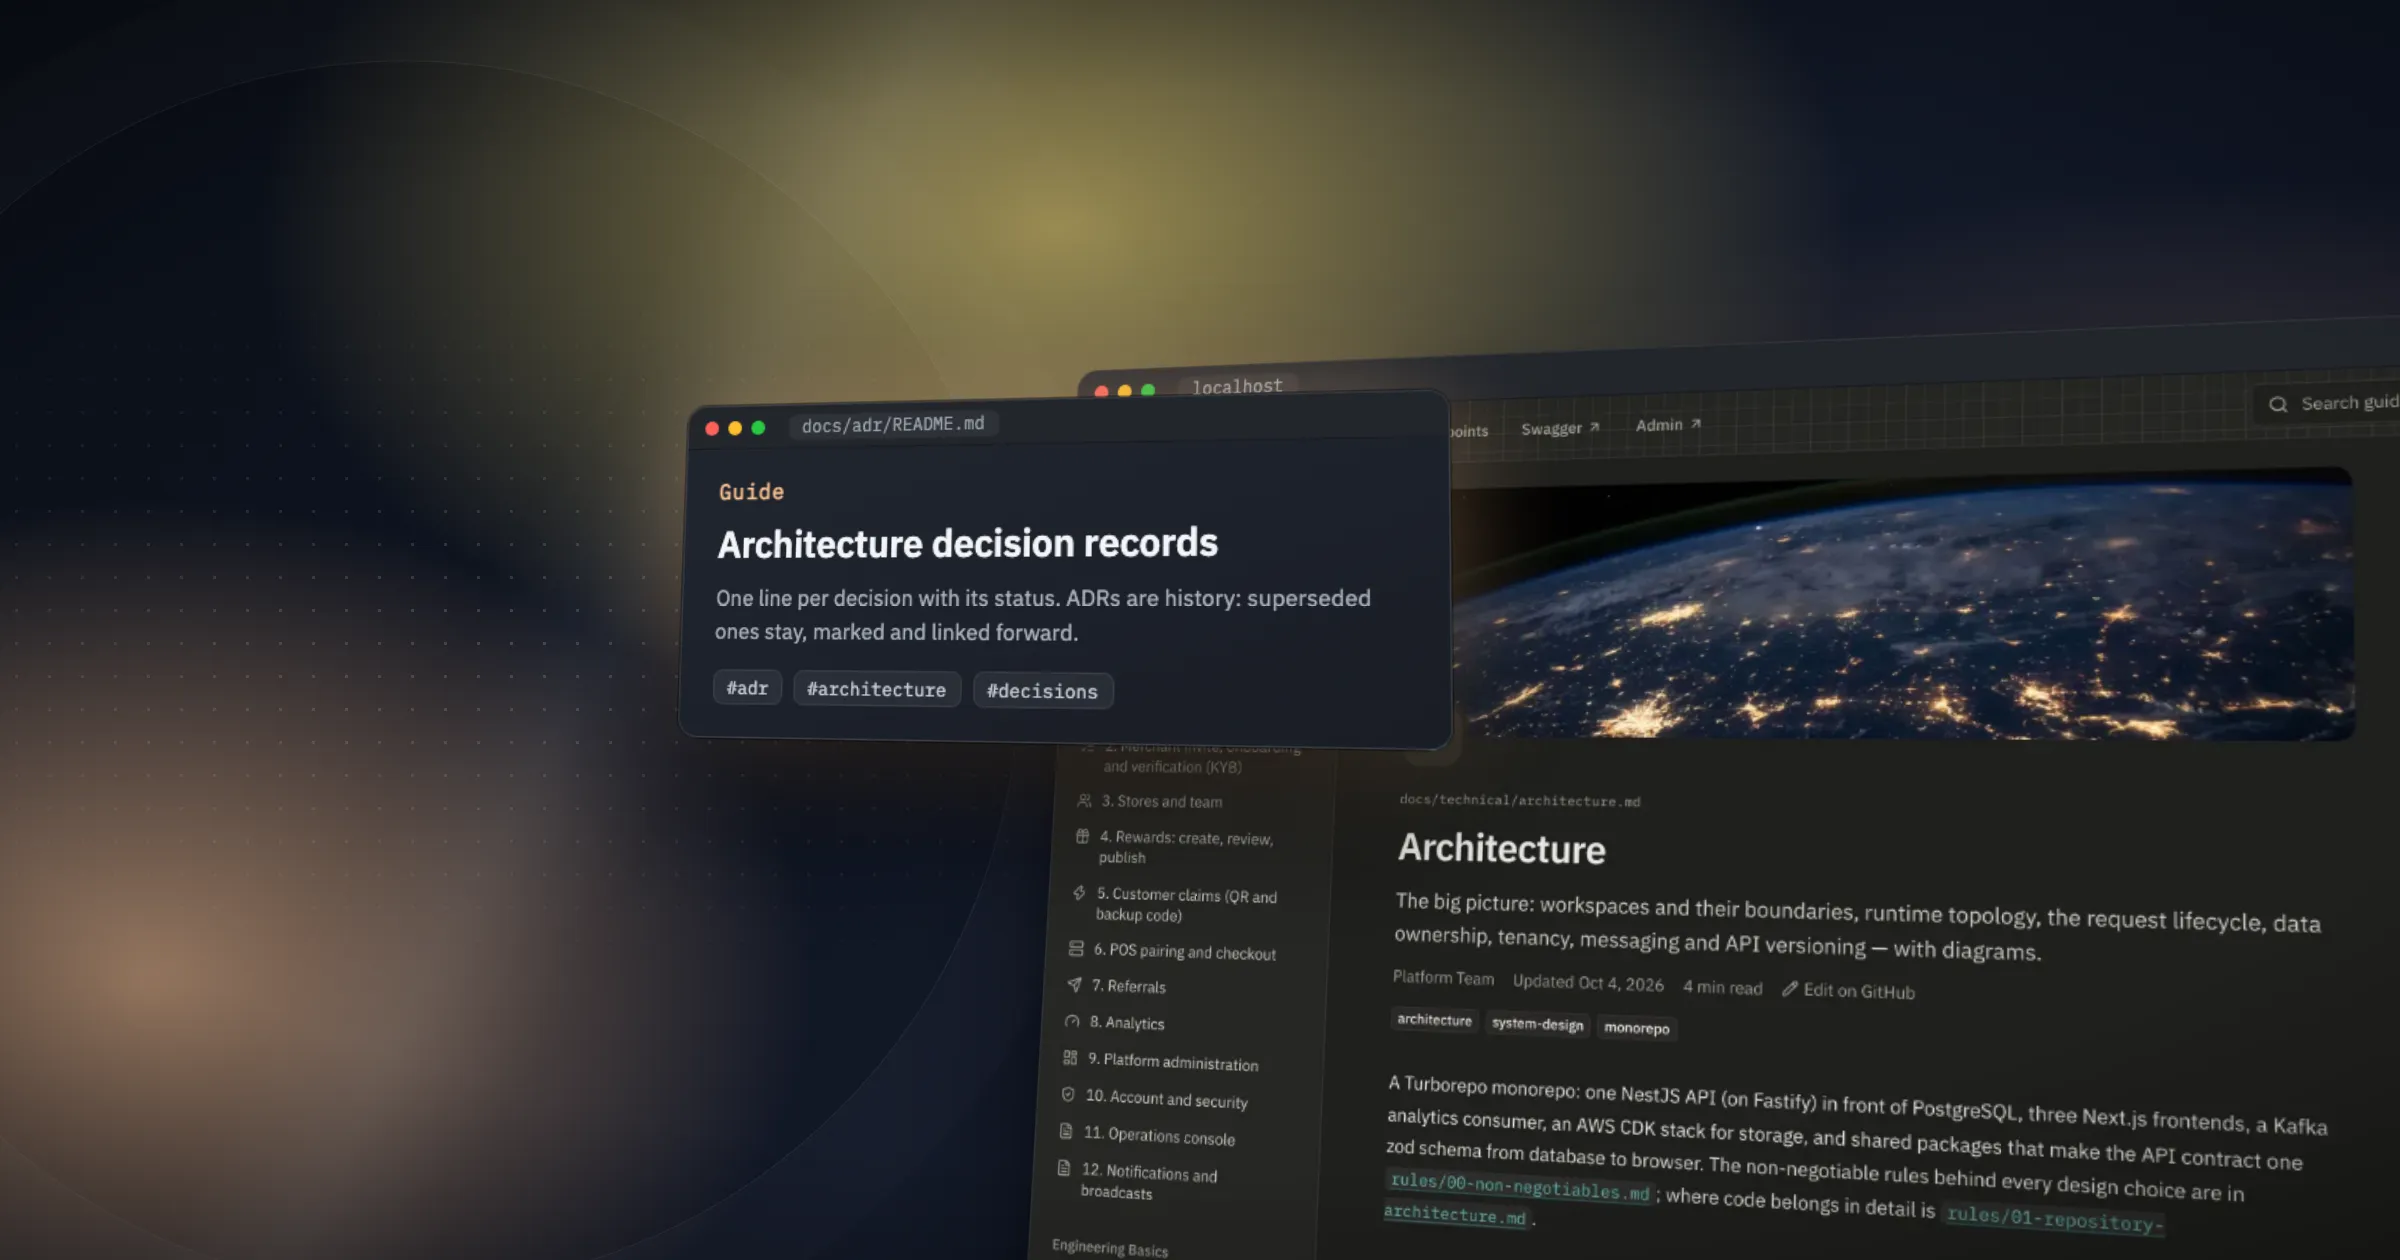 localhost
docs/adr/README.md
Guide
Architecture decision records
One line per decision with its status. ADRs are history: superseded
ones stay, marked and linked forward.
#adr
#architecture
#decisions
Swagger ↗
Admin ↗
Search
2. Merchant invite, onboarding
and verification (KYB)
3. Stores and team
4. Rewards: create, review,
publish
5. Customer claims (QR and
backup code)
6. POS pairing and checkout
7. Referrals
8. Analytics
9. Platform administration
10. Account and security
11. Operations console
12. Notifications and
broadcasts
Engineering Basics
docs/technical/architecture.md
Architecture
The big picture: workspaces and their boundaries, runtime topology, the request lifecycle, data
ownership, tenancy, messaging and API versioning — with diagrams.
Platform Team Updated Oct 4, 2026 4 min read Edit on GitHub
architecture system-design monorepo
A Turborepo monorepo: one NestJS API (on Fastify) in front of PostgreSQL, three Next.js frontends, a Kafka
analytics consumer, an AWS CDK stack for storage, and shared packages that make the API contract one
zod schema from database to browser. The non-negotiable rules behind every design choice are in
rules/00-non-negotiables.md ; where code belongs in detail is rules/01-repository-
architecture.md .